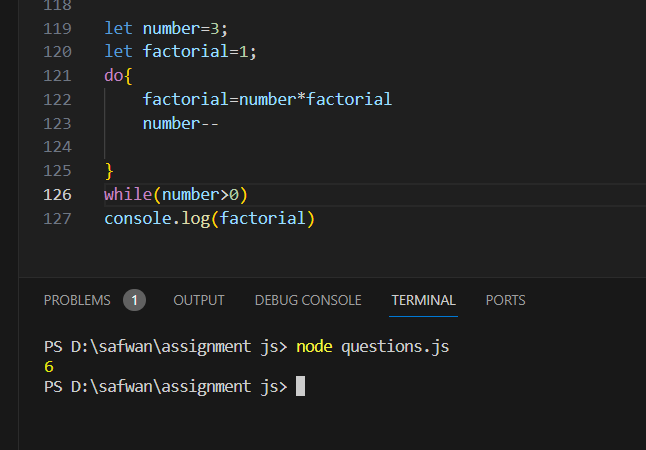 118
119 let number=3;
120 let factorial=1;
121 do{
122 factorial=number*factorial
123 number--
124
125 }
126 while(number>0)
127 console.log(factorial)
PROBLEMS 1 OUTPUT DEBUG CONSOLE TERMINAL PORTS
PS D:\safwan\assignment js> node questions.js
6
PS D:\safwan\assignment js>